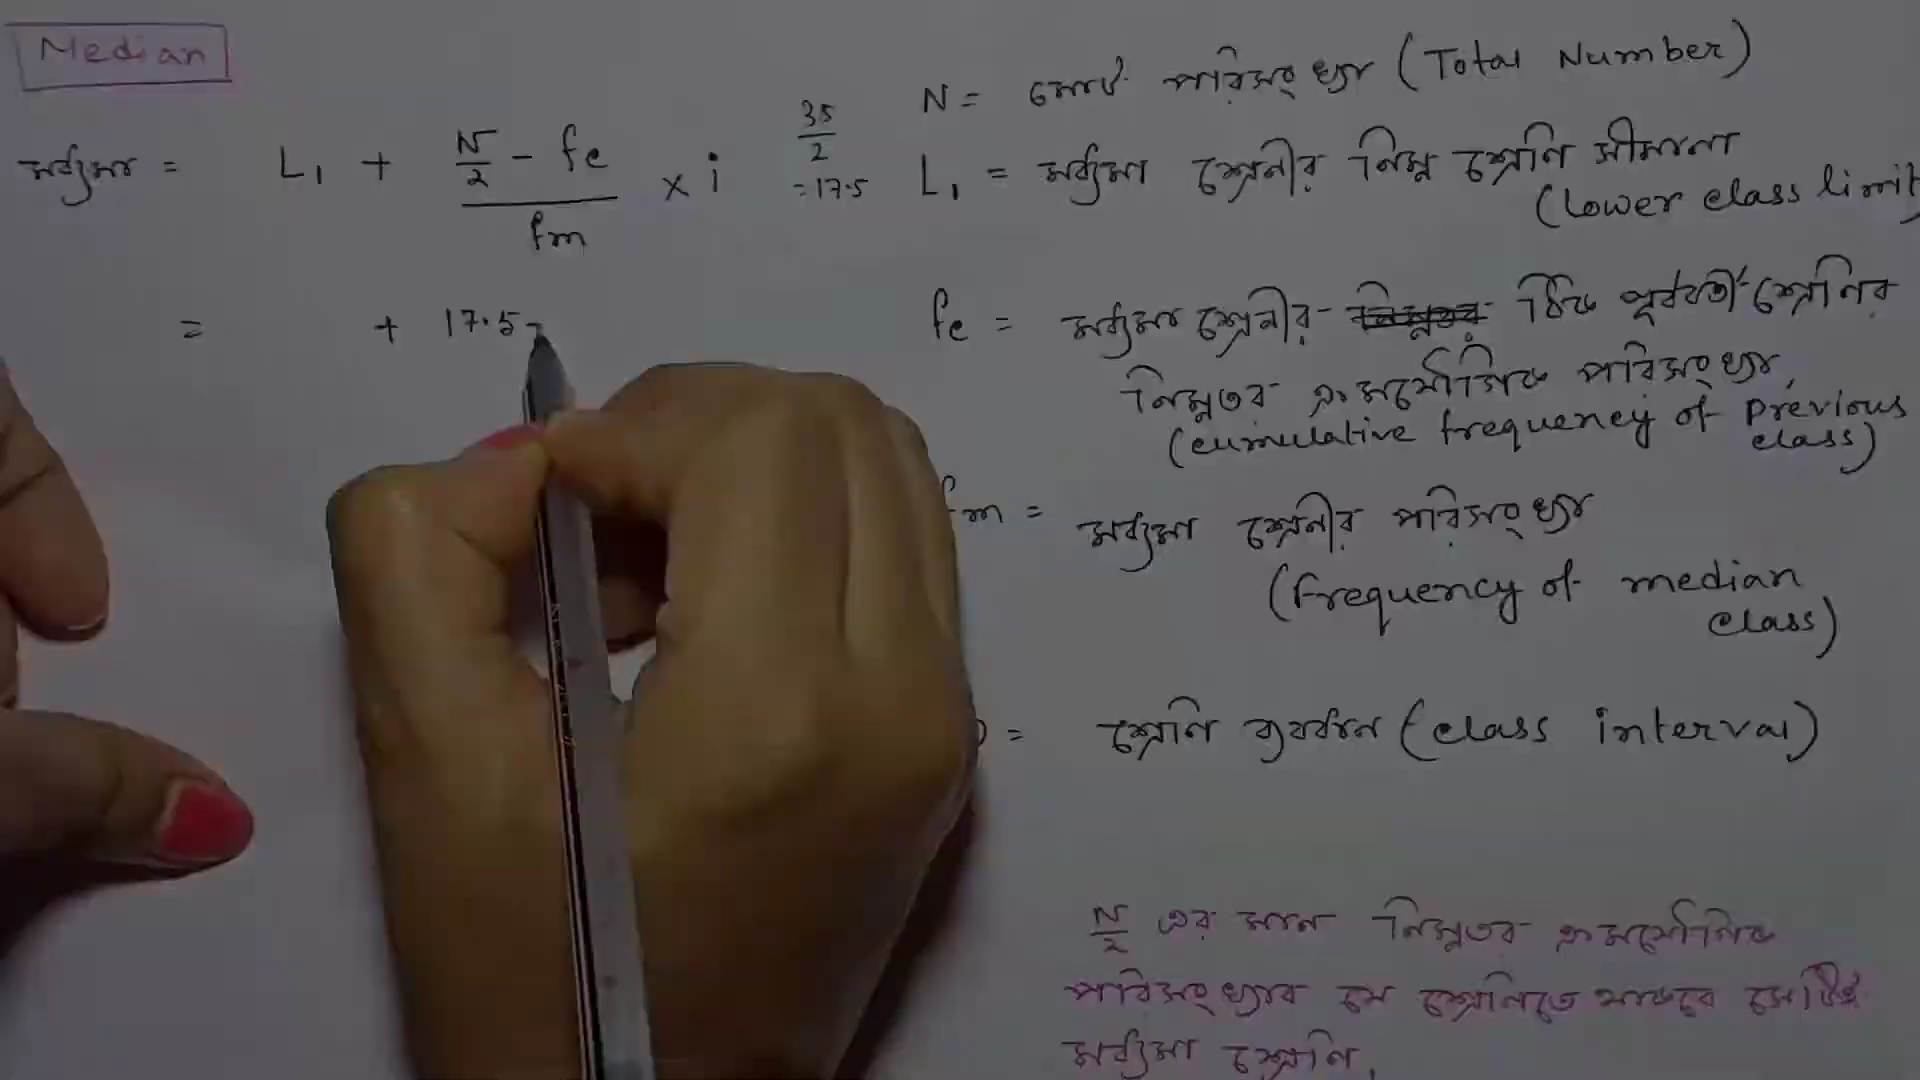 Median
মধ্যমা = L₁ + (N/2 - fc)/fm × i
35/2
= 17.5
= + 17.5 -
N = মোট পরিসংখ্যা (Total Number)
L₁ = মধ্যমা শ্রেনীর নিম্ন শ্রেনি সীমানা
(Lower class limit
fc = মধ্যমা শ্রেনীর ঠিক পূর্ববর্তী শ্রেনির
নিম্নতর ক্রমযৌগিক পরিসংখ্যা
(cumulative frequency of previous
class)
fm = মধ্যমা শ্রেনীর পরিসংখ্যা
(Frequency of median
class)
= শ্রেনি ব্যবধান (class interval)
N/2 এর মান নিম্নতর ক্রমযৌগিক
পরিসংখ্যার যে শ্রেনিতে থাকবে সেটিই
মধ্যমা শ্রেনি,